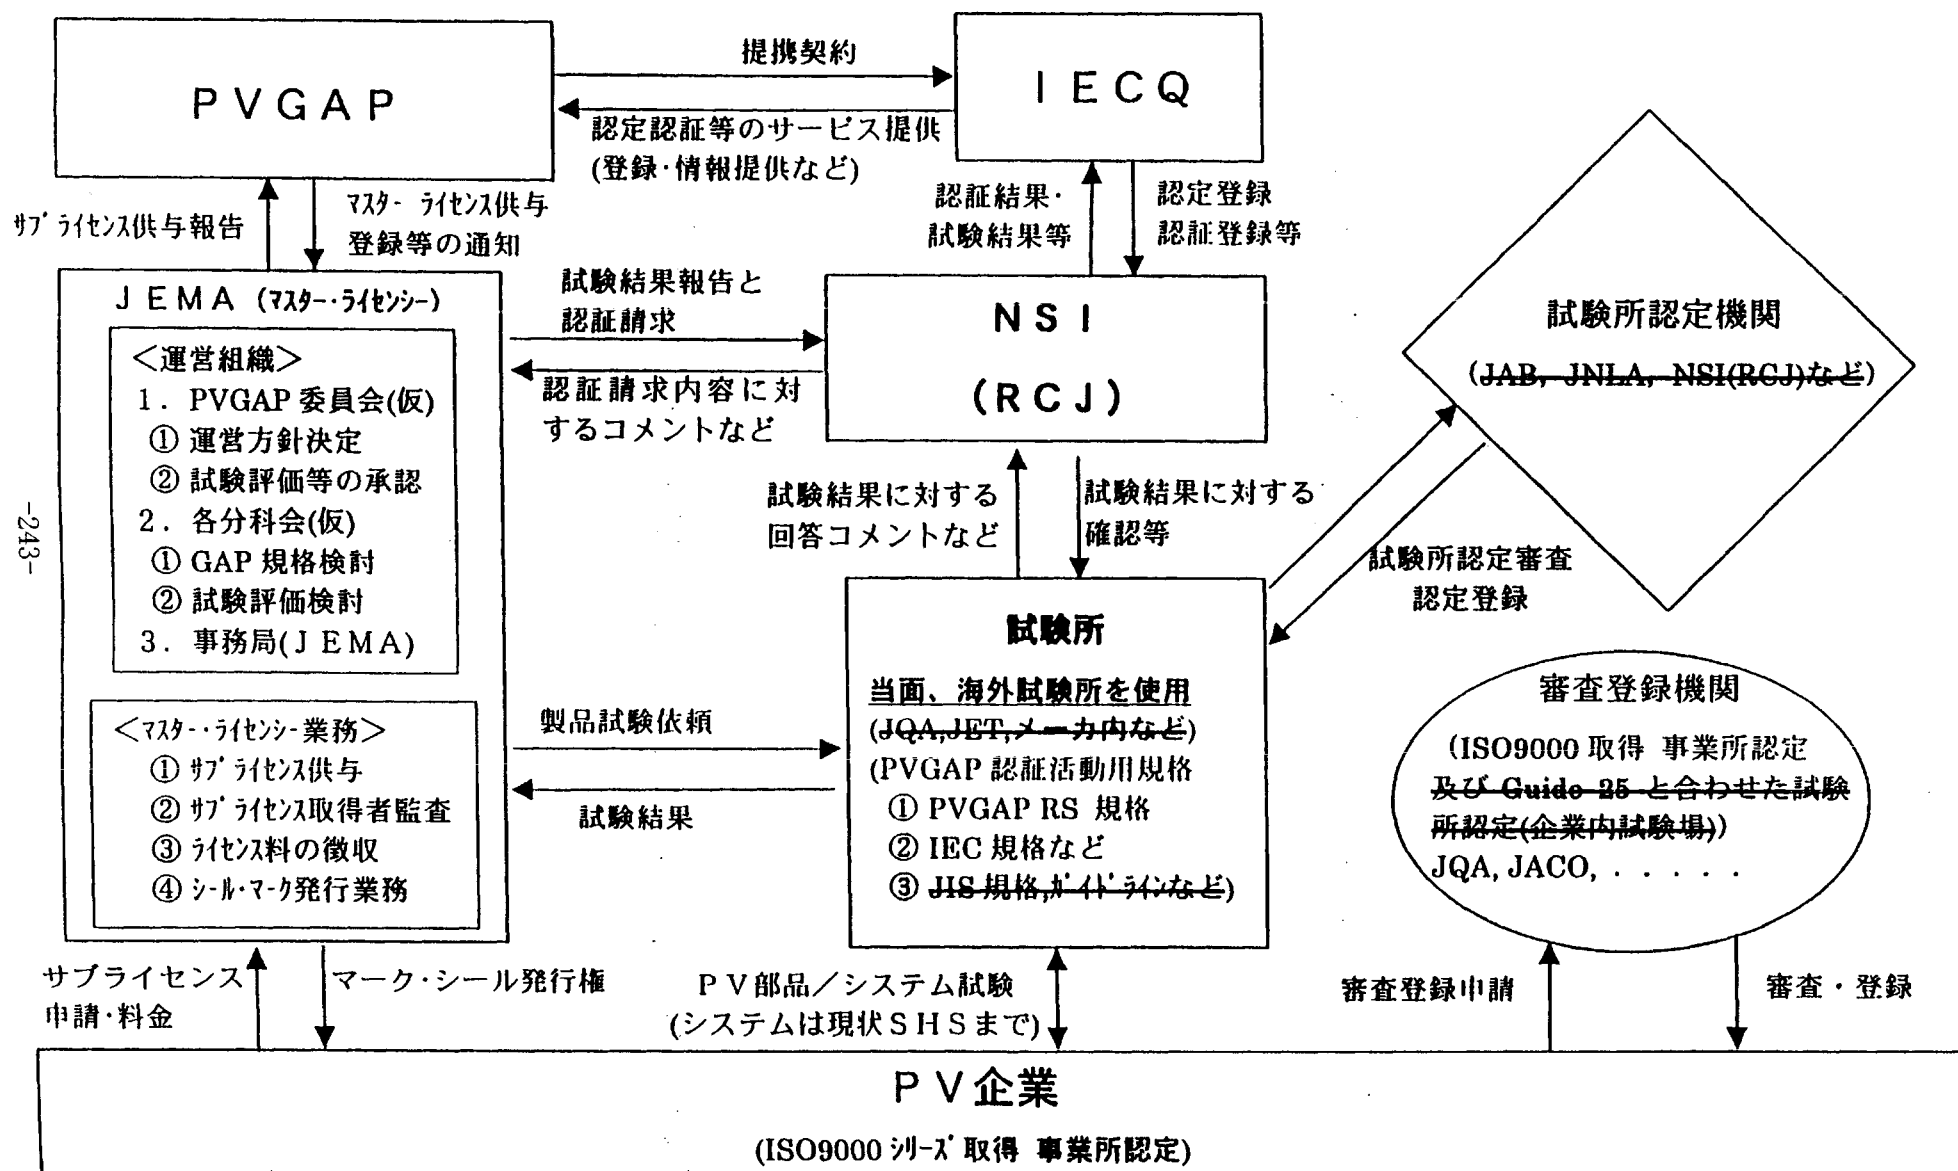 PVGAP
提携契約
IECQ
認定認証等のサービス提供
(登録·情報提供など)
サブライセンス供与報告
マスター ライセンス供与
登録等の通知
認証結果·
試験結果等
認定登録
認証登録等
JEMA (マスター·ライセンシー)
<運営組織>
1. PVGAP 委員会(仮)
① 運営方針決定
② 試験評価等の承認
2. 各分科会(仮)
① GAP 規格検討
② 試験評価検討
3. 事務局(JEMA)
<マスター·ライセンシー業務>
① サブライセンス供与
② サブライセンス取得者監査
③ ライセンス料の徴収
④ シール·マーク発行業務
試験結果報告と
認証請求
認証請求内容に対
するコメントなど
NSI
(RCJ)
試験所認定機関
(JAB, JNLA, NSI(RCJ)など)
試験結果に対する
回答コメントなど
試験結果に対する
確認等
試験所認定審査
認定登録
製品試験依頼
試験結果
試験所
当面、海外試験所を使用
(JQA,JET,メーカ内など)
(PVGAP 認証活動用規格
① PVGAP RS 規格
② IEC 規格など
③ JIS 規格,ガイドラインなど)
審査登録機関
(ISO9000 取得 事業所認定
及び Guide 25 と合わせた試験
所認定(企業内試験場))
JQA, JACO, . . . . .
サブライセンス
申請·料金
マーク·シール発行権
PV部品/システム試験
(システムは現状SHSまで)
審査登録申請
審査·登録
PV企業
(ISO9000 シリーズ 取得 事業所認定)
-243-